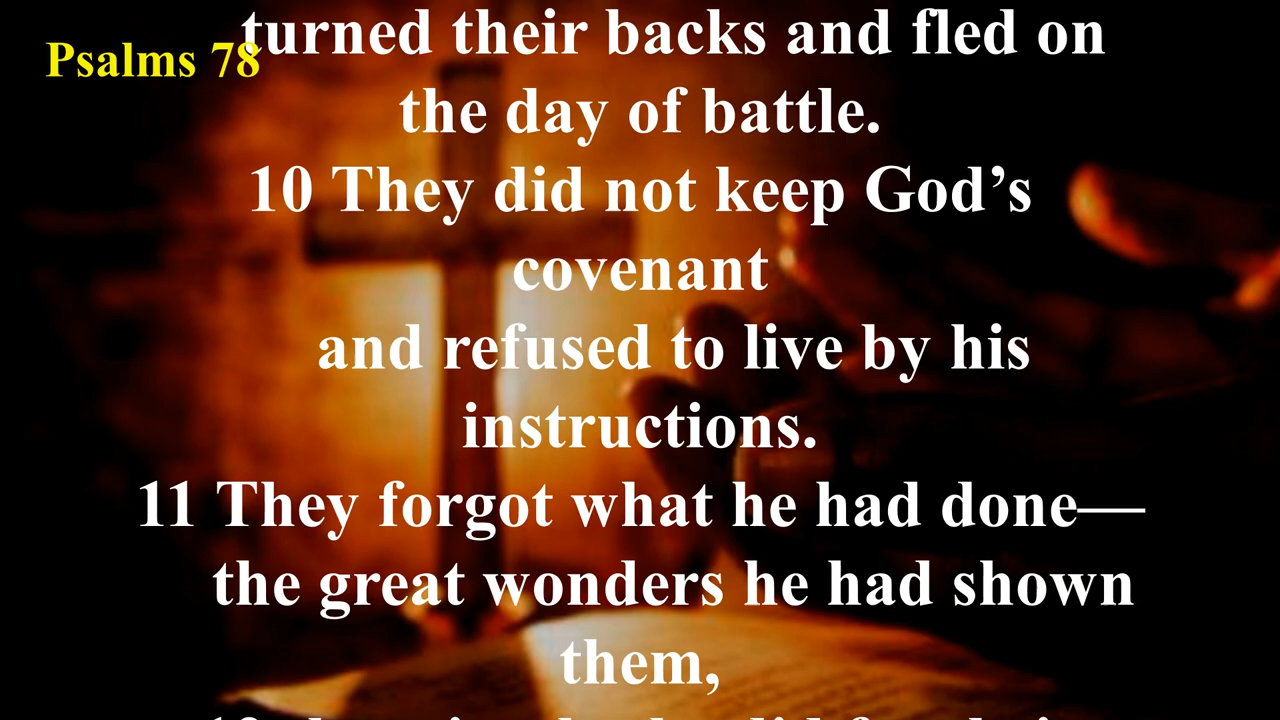 Psalms 78
turned their backs and fled on
the day of battle.
10 They did not keep God’s
covenant
and refused to live by his
instructions.
11 They forgot what he had done—
the great wonders he had shown
them,